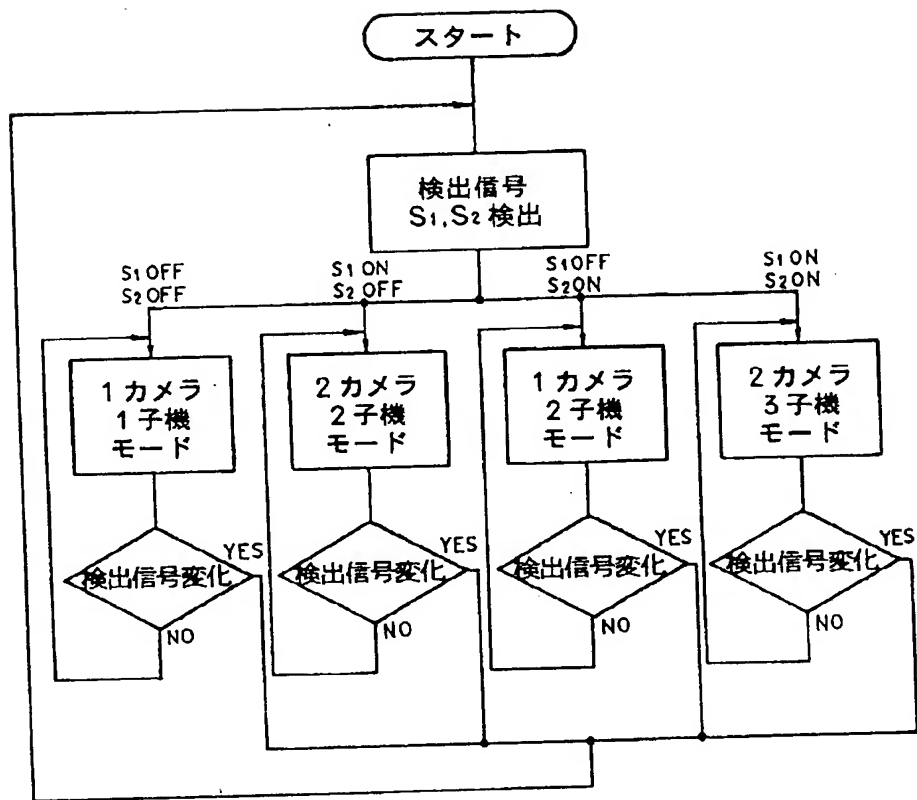 スタート
検出信号
S1,S2 検出
S1 OFF
S2 OFF
S1 ON
S2 OFF
S1 OFF
S2 ON
S1 ON
S2 ON
1 カメラ
1 子機
モード
2 カメラ
2 子機
モード
1 カメラ
2 子機
モード
2 カメラ
3 子機
モード
検出信号変化
YES
NO
検出信号変化
YES
NO
検出信号変化
YES
NO
検出信号変化
YES
NO